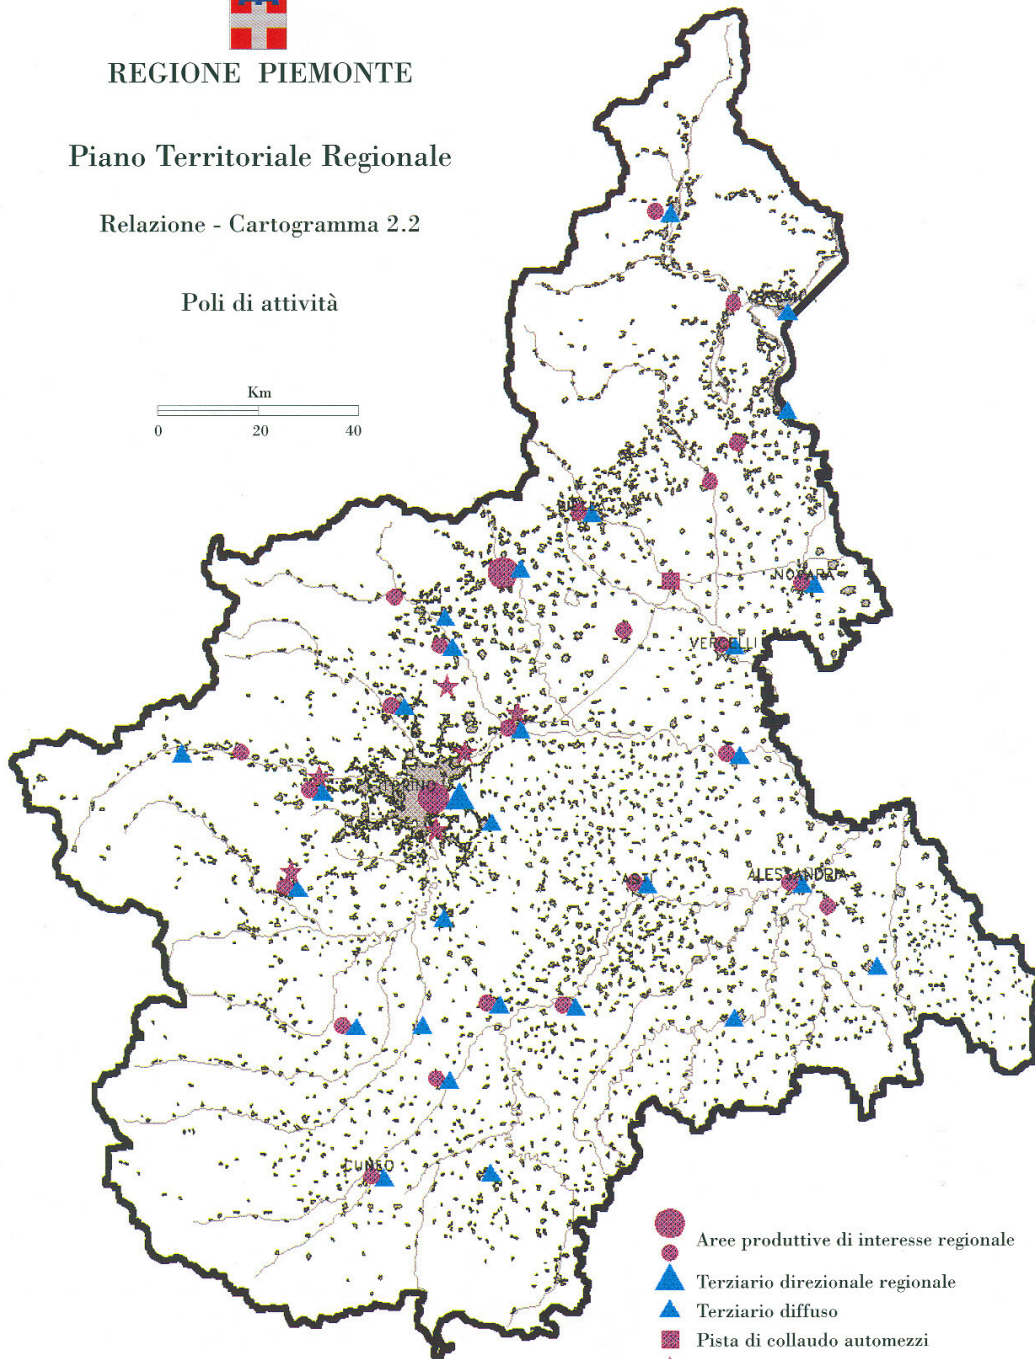 REGIONE PIEMONTE
Piano Territoriale Regionale
Relazione - Cartogramma 2.2
Poli di attività
Km
0 20 40
NOVARA
VERCELLI
TORINO
ALESSANDRIA
CUNEO
Aree produttive di interesse regionale
Terziario direzionale regionale
Terziario diffuso
Pista di collaudo automezzi